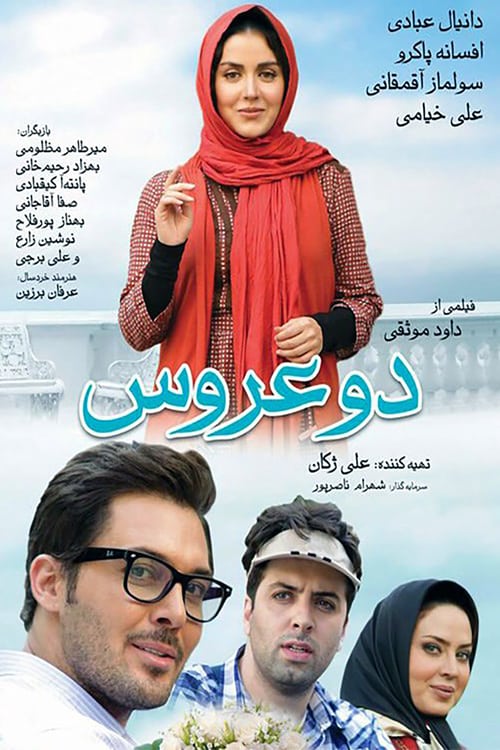 دانیال عبادی
افسانه پاکرو
سولماز آقمقانی
علی خیامی
بازیگران:
میرطاهر مظلومی
بهزاد رحیم‌خانی
پانته‌آ کیقبادی
صفا آقاجانی
بهناز پورفلاح
نوشین زارع
و علی برجی
هنرمند خردسال:
عرفان برزین
فیلمی از
داود موثقی
دو عروس
تهیه کننده: علی ژکان
سرمایه گذار: شهرام ناصرپور